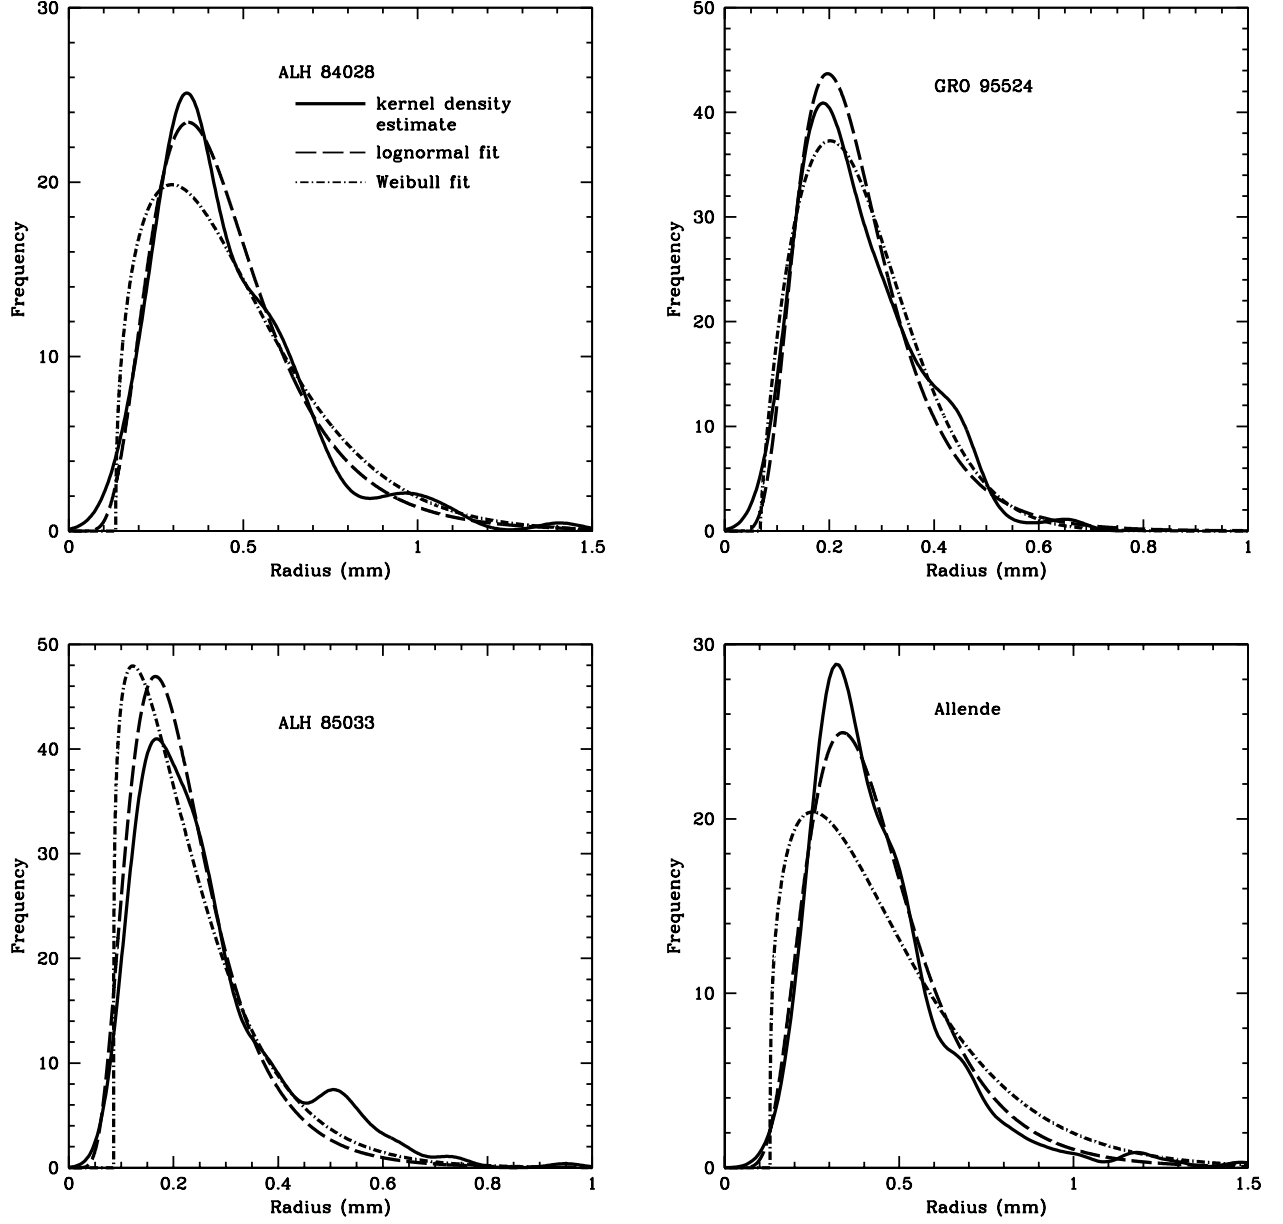 30
20
10
0
Frequency
ALH 84028
kernel density
estimate
lognormal fit
Weibull fit
0 0.5 1 1.5
Radius (mm)
50
40
30
20
10
0
Frequency
GRO 95524
0 0.2 0.4 0.6 0.8 1
Radius (mm)
50
40
30
20
10
0
Frequency
ALH 85033
0 0.2 0.4 0.6 0.8 1
Radius (mm)
30
20
10
0
Frequency
Allende
0 0.5 1 1.5
Radius (mm)